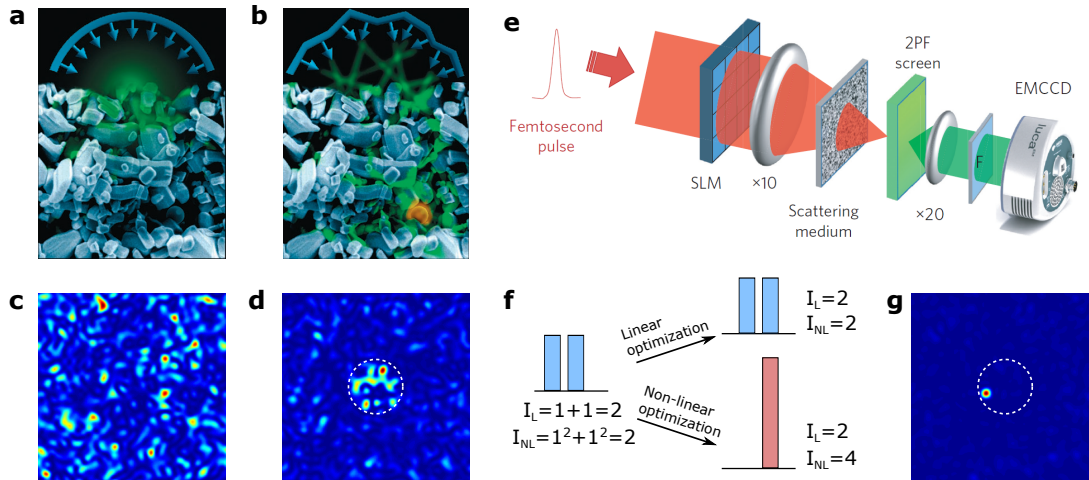 a
b
e
Femtosecond
pulse
SLM
×10
Scattering
medium
2PF
screen
×20
F
EMCCD
luca
c
d
f
I_L=1+1=2
I_NL=1²+1²=2
Linear
optimization
Non-linear
optimization
I_L=2
I_NL=2
I_L=2
I_NL=4
g